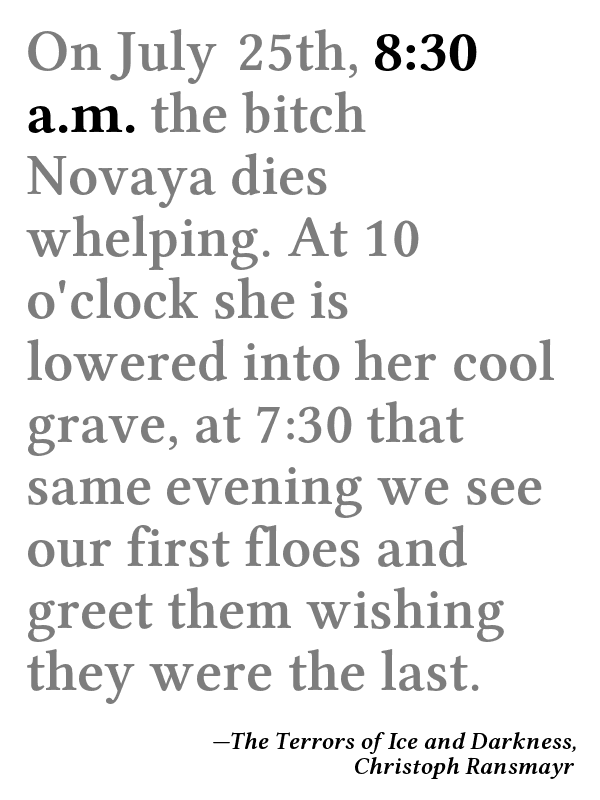 On July 25th, 8:30
a.m. the bitch
Novaya dies
whelping. At 10
o'clock she is
lowered into her cool
grave, at 7:30 that
same evening we see
our first floes and
greet them wishing
they were the last.
—The Terrors of Ice and Darkness,
Christoph Ransmayr